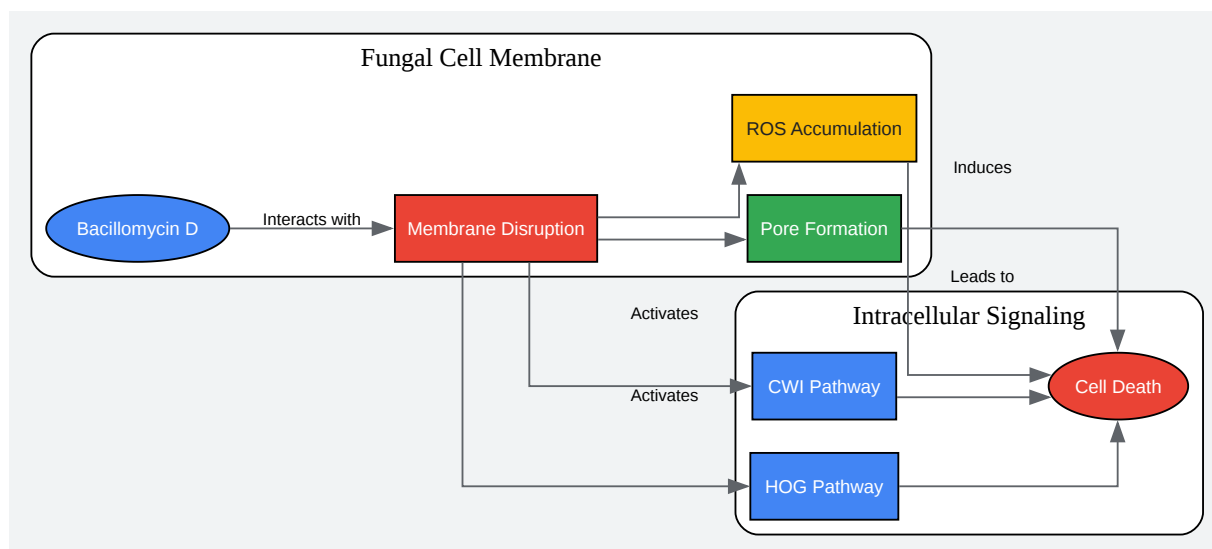 Fungal Cell Membrane
ROS Accumulation
Induces
Bacillomycin D
Interacts with
Membrane Disruption
Pore Formation
Leads to
Activates
Intracellular Signaling
CWI Pathway
Cell Death
Activates
HOG Pathway